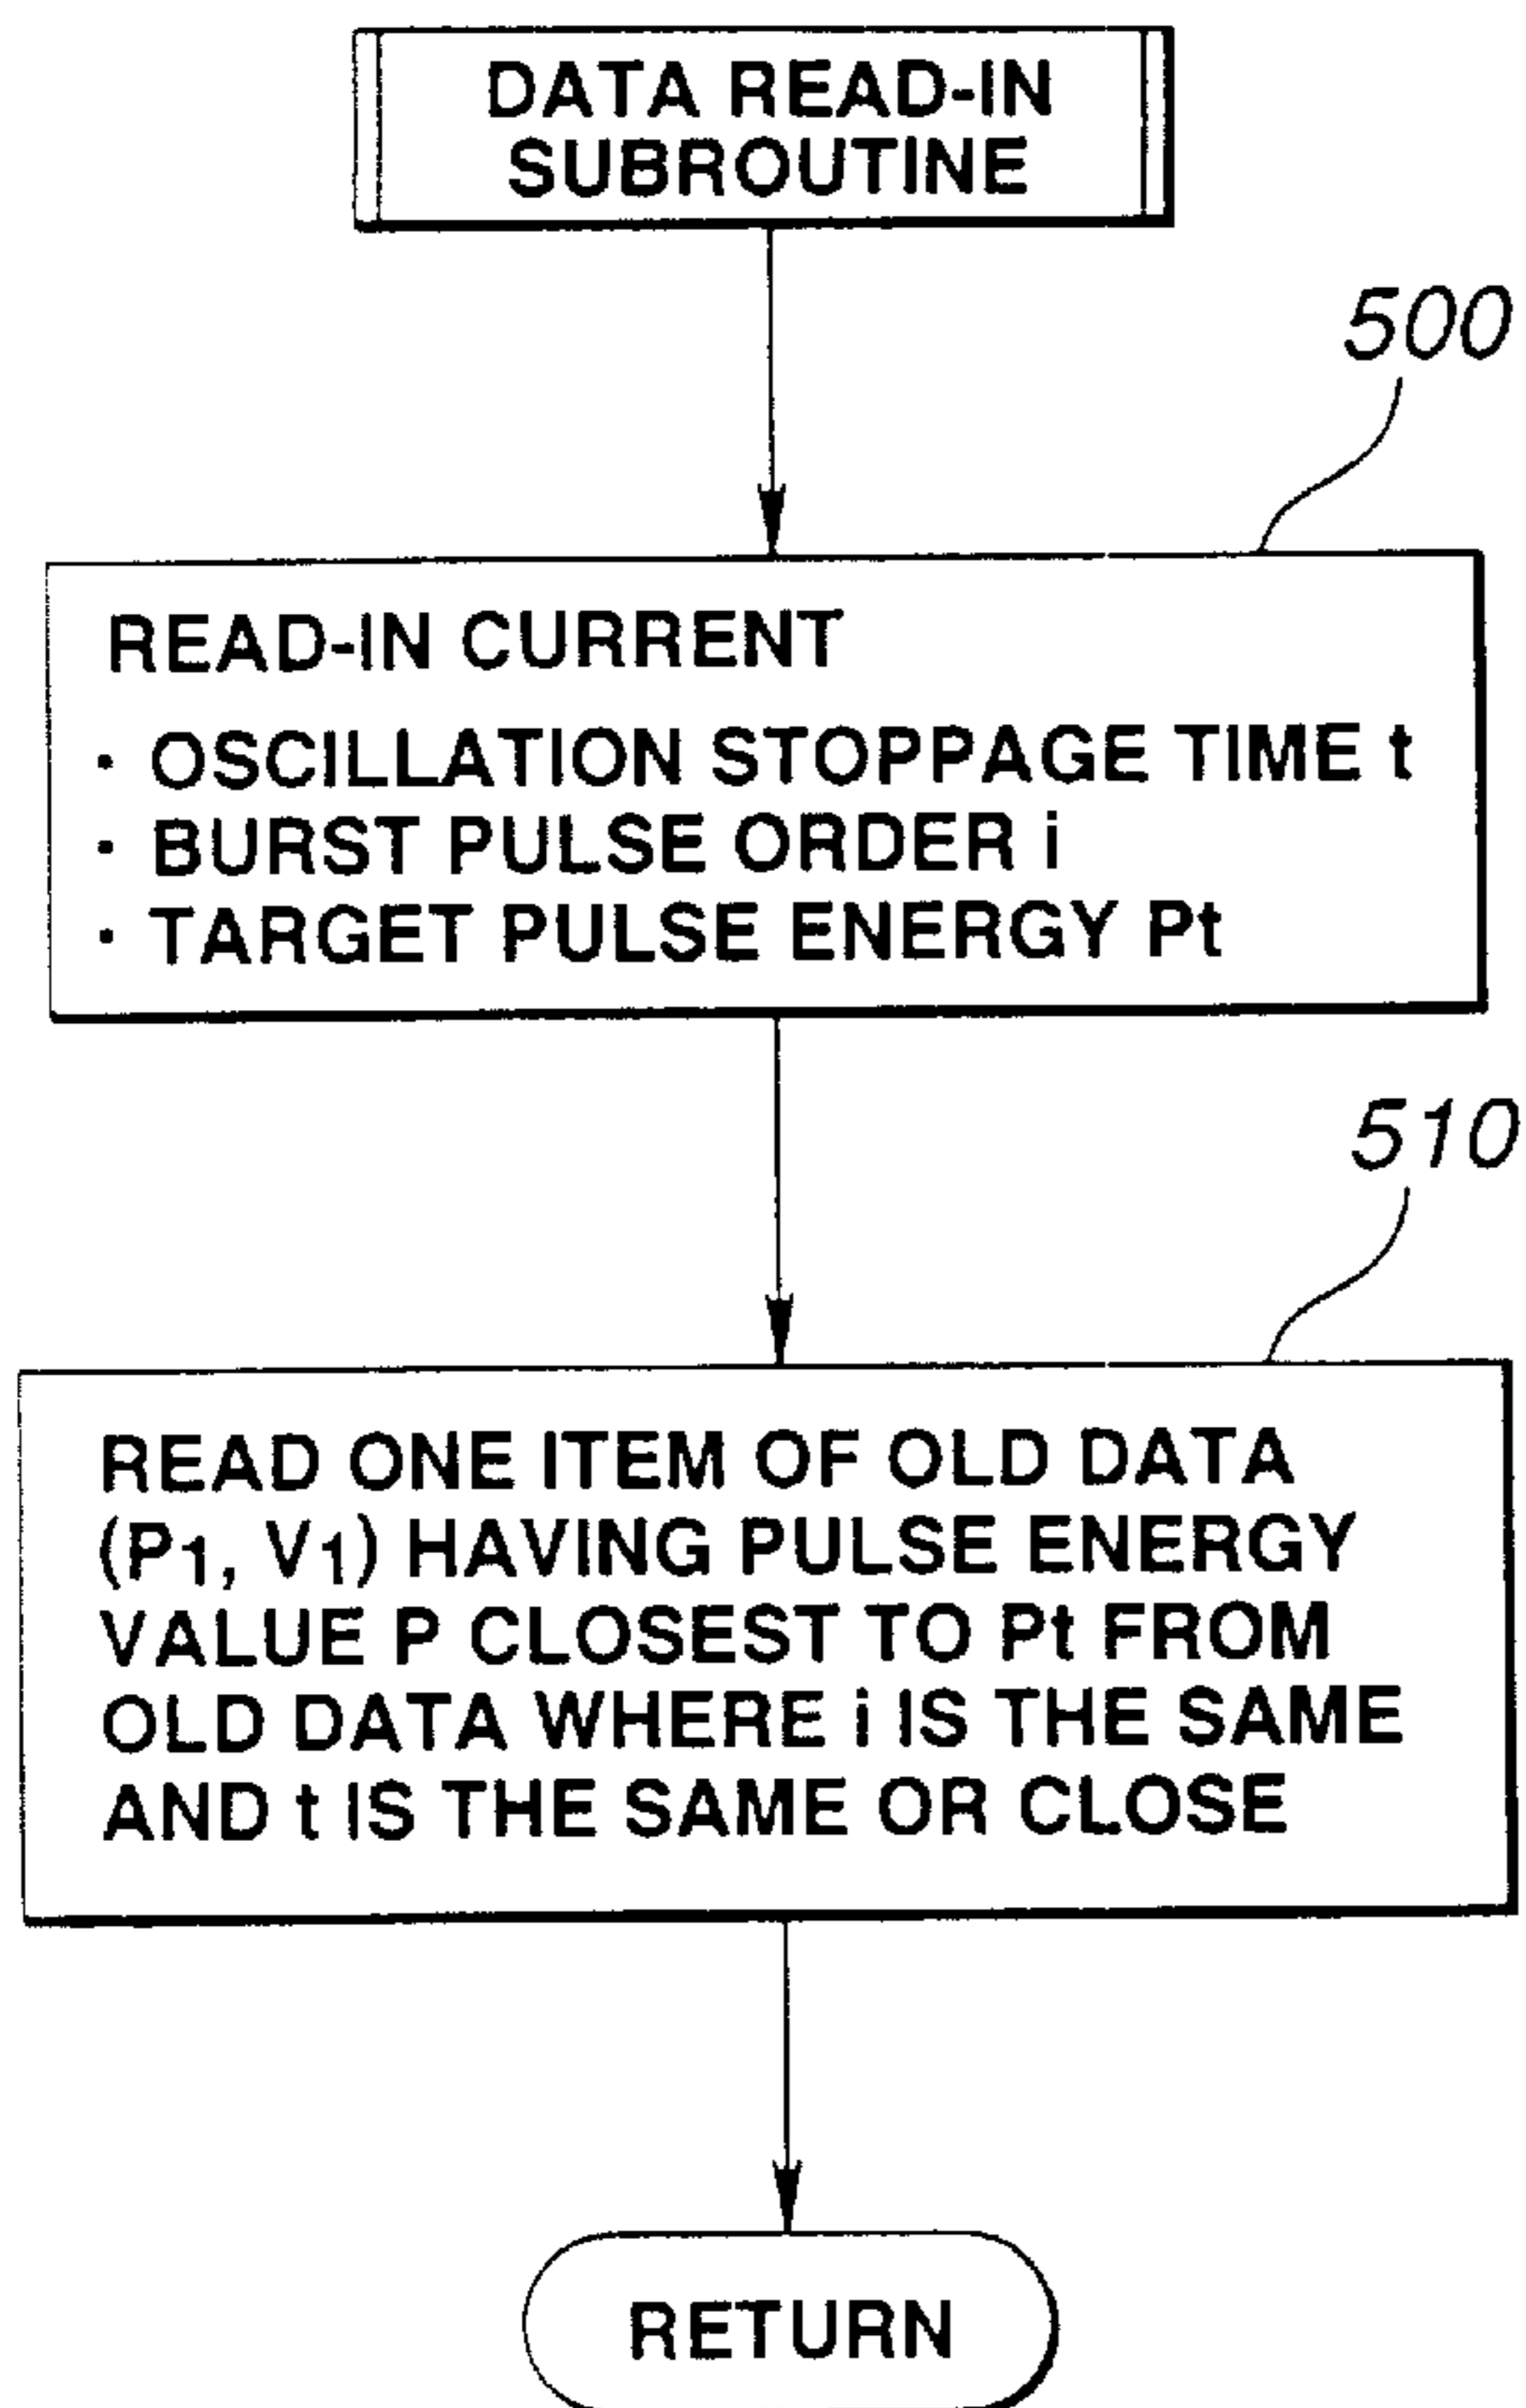 DATA READ-IN
SUBROUTINE
500
READ-IN CURRENT
· OSCILLATION STOPPAGE TIME t
· BURST PULSE ORDER i
· TARGET PULSE ENERGY Pt
510
READ ONE ITEM OF OLD DATA
(P1, V1) HAVING PULSE ENERGY
VALUE P CLOSEST TO Pt FROM
OLD DATA WHERE i IS THE SAME
AND t IS THE SAME OR CLOSE
RETURN